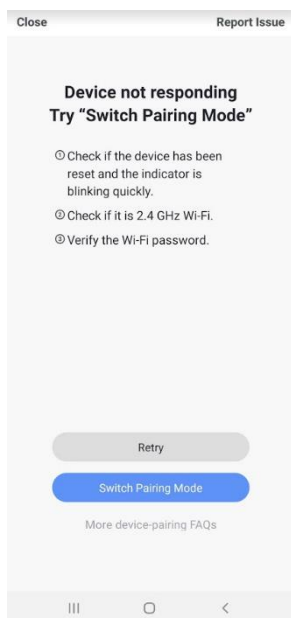 Close Report Issue
Device not responding
Try “Switch Pairing Mode”
① Check if the device has been
reset and the indicator is
blinking quickly.
② Check if it is 2.4 GHz Wi-Fi.
③ Verify the Wi-Fi password.
Retry
Switch Pairing Mode
More device-pairing FAQs